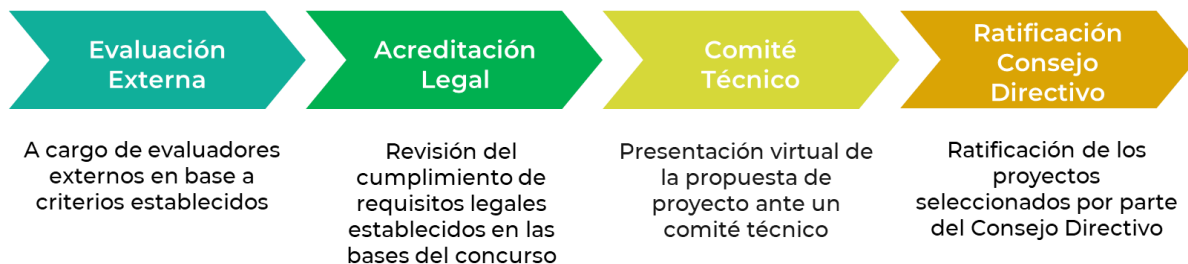 Evaluación
Externa
Acreditación
Legal
Comité
Técnico
Ratificación
Consejo
Directivo
A cargo de evaluadores
externos en base a
criterios establecidos
Revisión del
cumplimiento de
requisitos legales
establecidos en las
bases del concurso
Presentación virtual de
la propuesta de
proyecto ante un
comité técnico
Ratificación de los
proyectos
seleccionados por parte
del Consejo Directivo